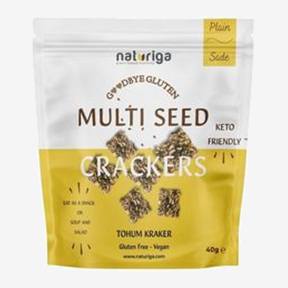 naturiga
Plain
Sade
GOODBYE GLUTEN
MULTI SEED
KETO
FRIENDLY
CRACKERS
EAT AS A SNACK
OR
SOUP AND
SALAD
TOHUM KRAKER
Gluten Free - Vegan
40g
www.naturiga.com